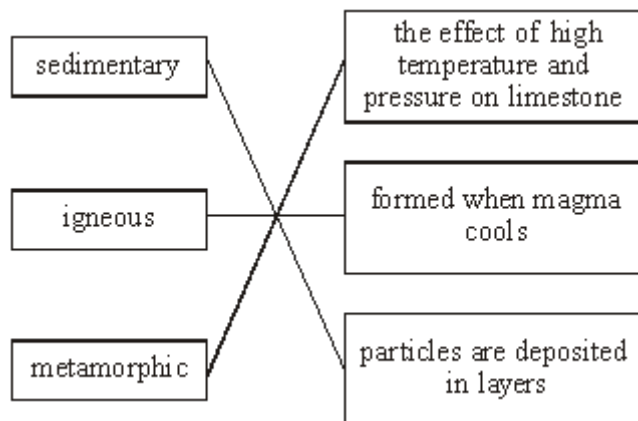 sedimentary
the effect of high
temperature and
pressure on limestone
igneous
formed when magma
cools
metamorphic
particles are deposited
in layers